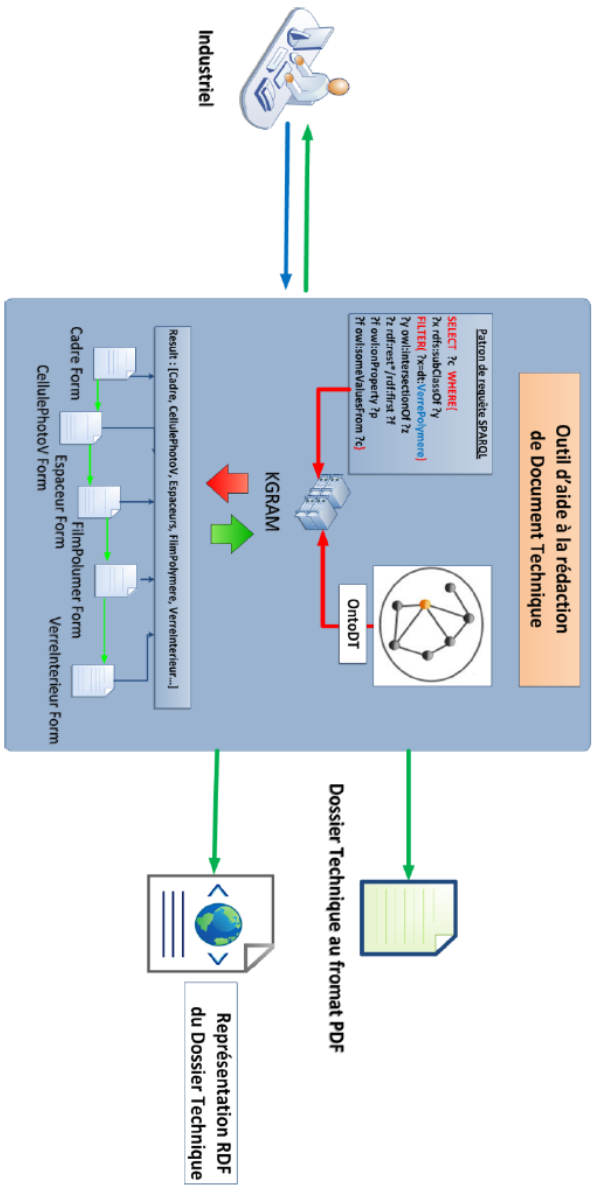 Industriel
Outil d'aide à la rédaction
de Document Technique
Patron de requête SPARQL
SELECT ?c WHERE{
?x rdfs:subClassOf ?y
FILTER( ?x=dt:VerrePolymere)
?y owl:intersectionOf ?z
?z rdf:rest*/rdf:first ?f
?f owl:onProperty ?p
?f owl:someValuesFrom ?c}
OntoDT
KGRAM
Result : [Cadre, CellulePhotoV, Espaceurs, FlimPolymere, VerreInterieur...]
Cadre Form
CellulePhotoV Form
Espaceur Form
FilmPolumer Form
VerreInterieur Form
Dossier Technique au fromat PDF
Représentation RDF
du Dossier Technique